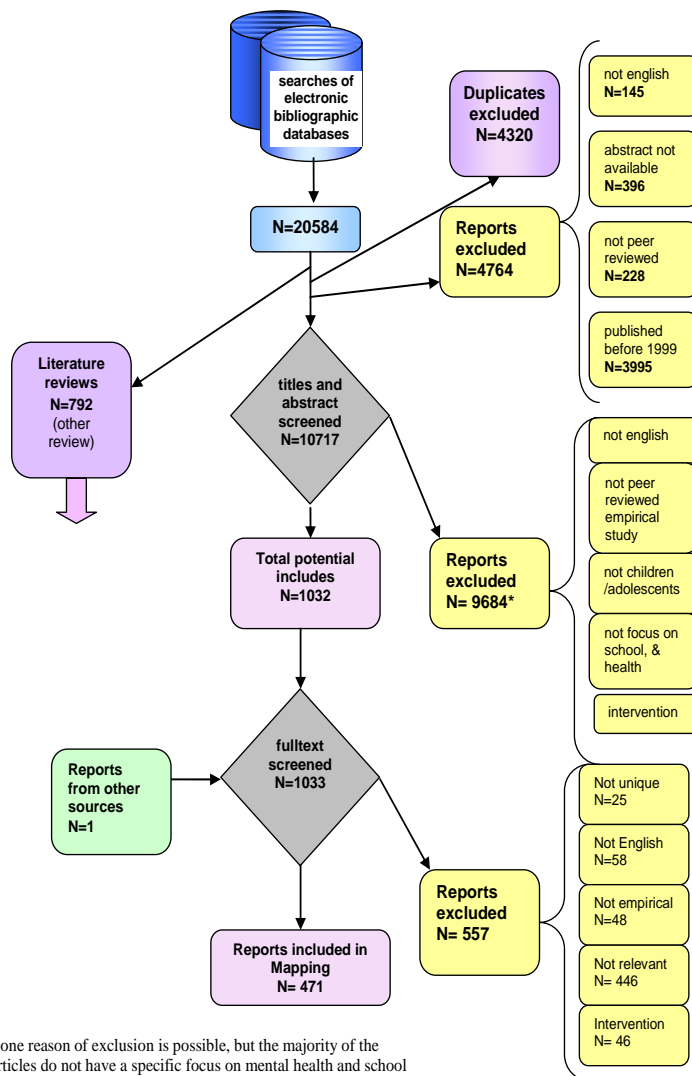 searches of
electronic
bibliographic
databases
Duplicates
excluded
N=4320
N=20584
Reports
excluded
N=4764
not english
N=145
abstract not
available
N=396
not peer
reviewed
N=228
published
before 1999
N=3995
Literature
reviews
N=792
(other
review)
titles and
abstract
screened
N=10717
Total potential
includes
N=1032
Reports
excluded
N= 9684*
not english
not peer
reviewed
empirical
study
not children
/adolescents
not focus on
school, &
health
intervention
Reports
from other
sources
N=1
fulltext
screened
N=1033
Reports
excluded
N= 557
Not unique
N=25
Not English
N=58
Not empirical
N=48
Not relevant
N= 446
Intervention
N= 46
Reports included in
Mapping
N= 471
one reason of exclusion is possible, but the majority of the
rticles do not have a specific focus on mental health and school